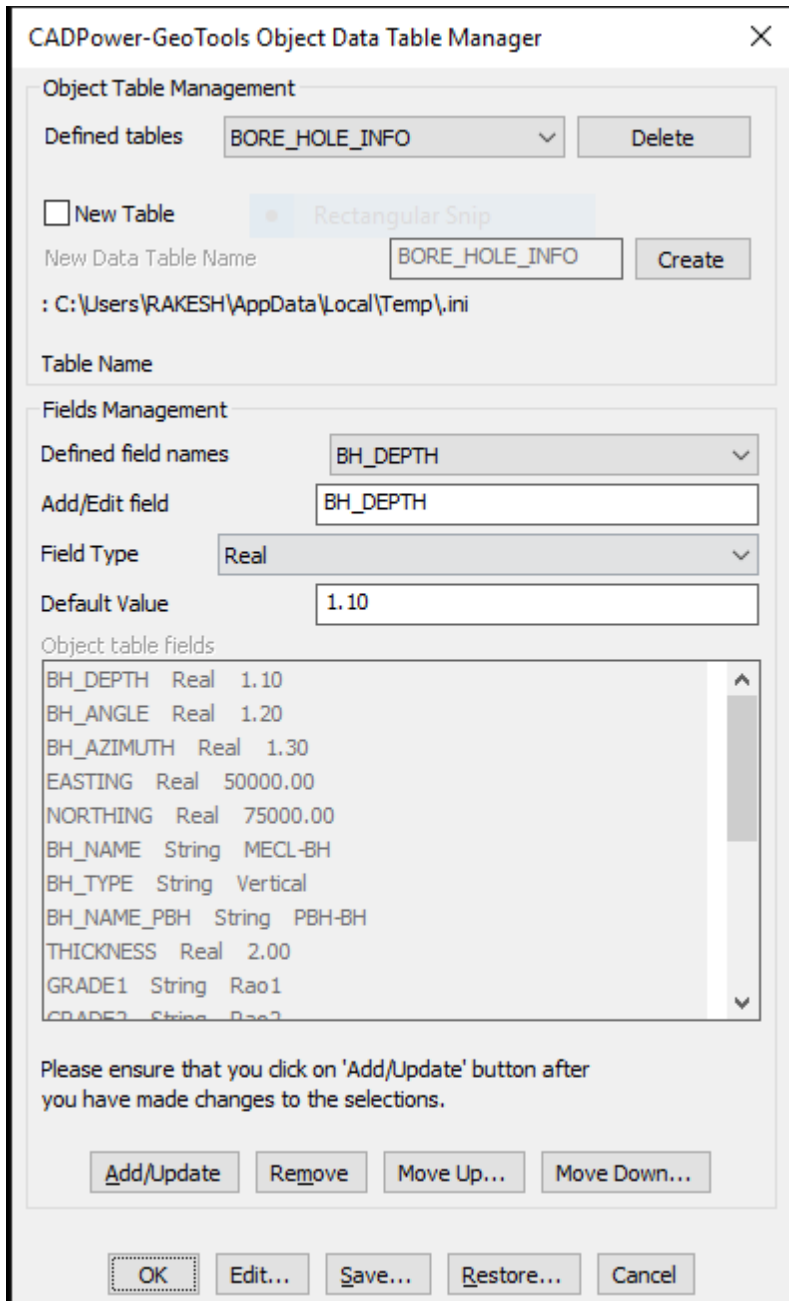 CADPower-GeoTools Object Data Table Manager
Object Table Management
Defined tables BORE_HOLE_INFO Delete
New Table Rectangular Snip
New Data Table Name BORE_HOLE_INFO Create
: C:\Users\RAKESH\AppData\Local\Temp\.ini
Table Name
Fields Management
Defined field names BH_DEPTH
Add/Edit field BH_DEPTH
Field Type Real
Default Value 1.10
Object table fields
BH_DEPTH Real 1.10
BH_ANGLE Real 1.20
BH_AZIMUTH Real 1.30
EASTING Real 50000.00
NORTHING Real 75000.00
BH_NAME String MECL-BH
BH_TYPE String Vertical
BH_NAME_PBH String PBH-BH
THICKNESS Real 2.00
GRADE1 String Rao1
GRADE2 String Rao2
Please ensure that you click on 'Add/Update' button after
you have made changes to the selections.
Add/Update Remove Move Up... Move Down...
OK Edit... Save... Restore... Cancel